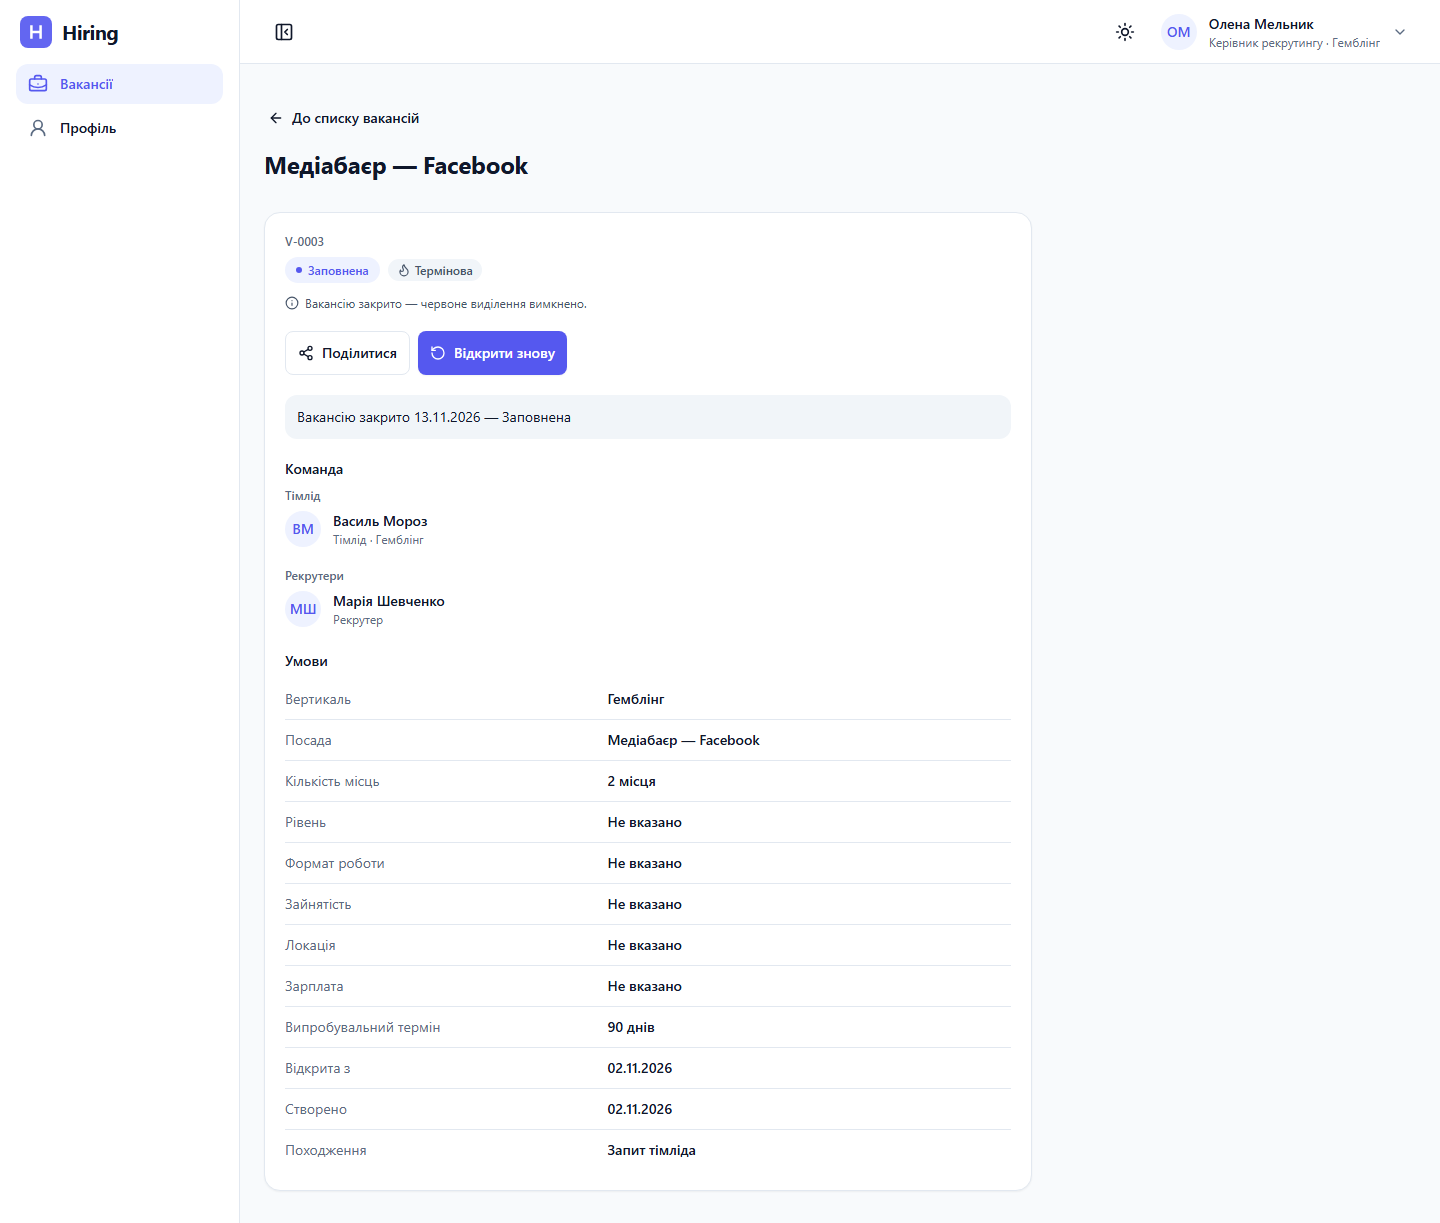 H Hiring
Вакансії
Профіль
ОМ
Олена Мельник
Керівник рекрутингу · Гемблінг
До списку вакансій
Медіабаєр — Facebook
V-0003
Заповнена
Термінова
Вакансію закрито — червоне виділення вимкнено.
Поділитися
Відкрити знову
Вакансію закрито 13.11.2026 — Заповнена
Команда
Тімлід
ВМ
Василь Мороз
Тімлід · Гемблінг
Рекрутери
МШ
Марія Шевченко
Рекрутер
Умови
Вертикаль Гемблінг
Посада Медіабаєр — Facebook
Кількість місць 2 місця
Рівень Не вказано
Формат роботи Не вказано
Зайнятість Не вказано
Локація Не вказано
Зарплата Не вказано
Випробувальний термін 90 днів
Відкрита з 02.11.2026
Створено 02.11.2026
Походження Запит тімліда